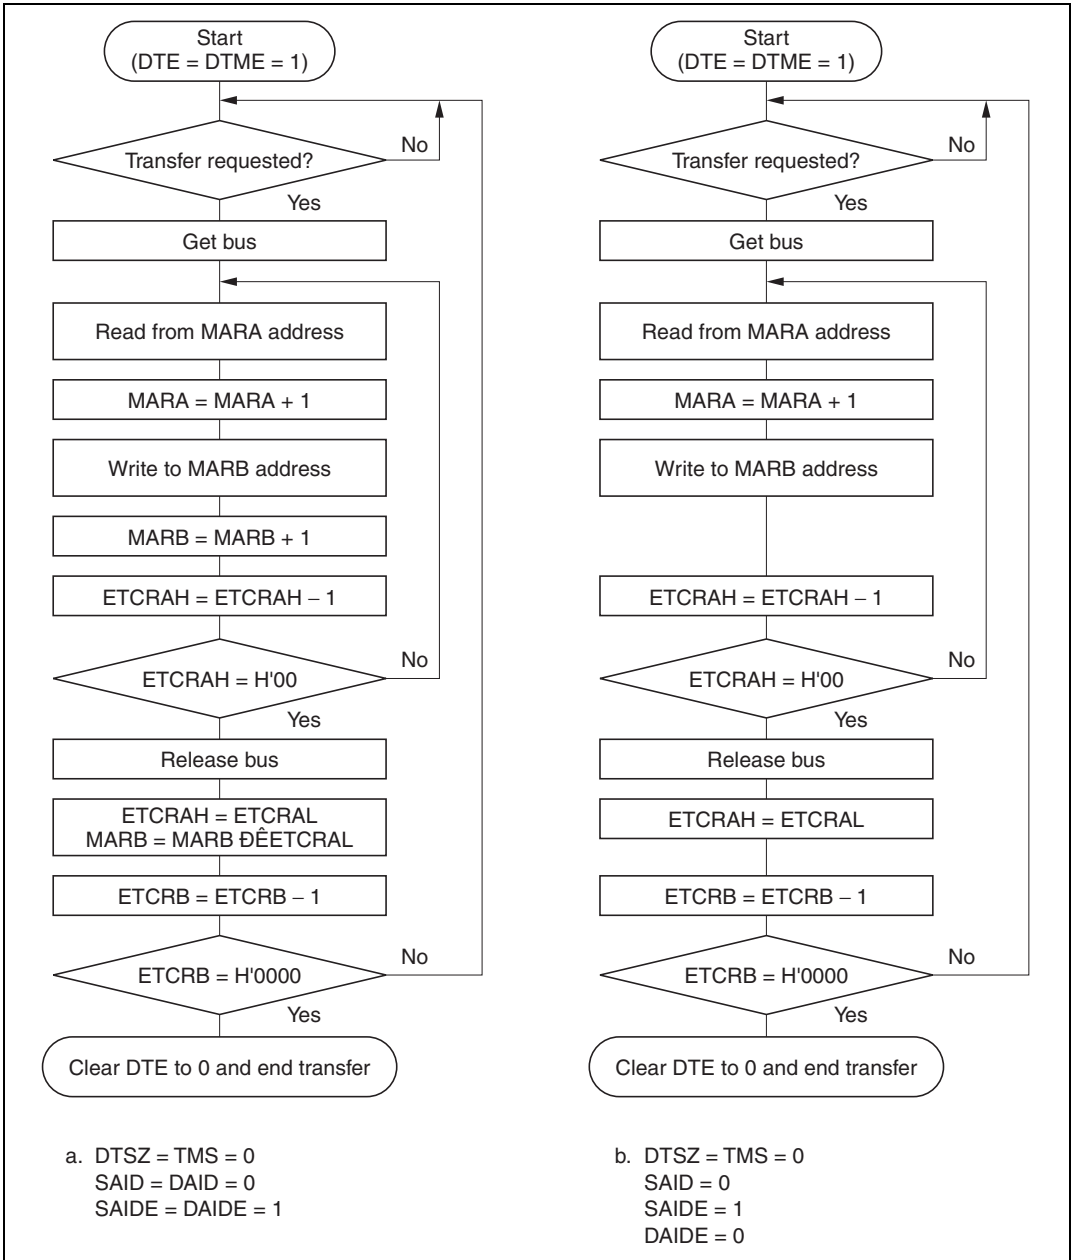 Start
(DTE = DTME = 1)
Transfer requested?
No
Yes
Get bus
Read from MARA address
MARA = MARA + 1
Write to MARB address
MARB = MARB + 1
ETCRAH = ETCRAH – 1
ETCRAH = H'00
No
Yes
Release bus
ETCRAH = ETCRAL
MARB = MARB ÐÊETCRAL
ETCRB = ETCRB – 1
ETCRB = H'0000
No
Yes
Clear DTE to 0 and end transfer
a. DTSZ = TMS = 0
SAID = DAID = 0
SAIDE = DAIDE = 1
Start
(DTE = DTME = 1)
Transfer requested?
No
Yes
Get bus
Read from MARA address
MARA = MARA + 1
Write to MARB address
ETCRAH = ETCRAH – 1
ETCRAH = H'00
No
Yes
Release bus
ETCRAH = ETCRAL
ETCRB = ETCRB – 1
ETCRB = H'0000
No
Yes
Clear DTE to 0 and end transfer
b. DTSZ = TMS = 0
SAID = 0
SAIDE = 1
DAIDE = 0